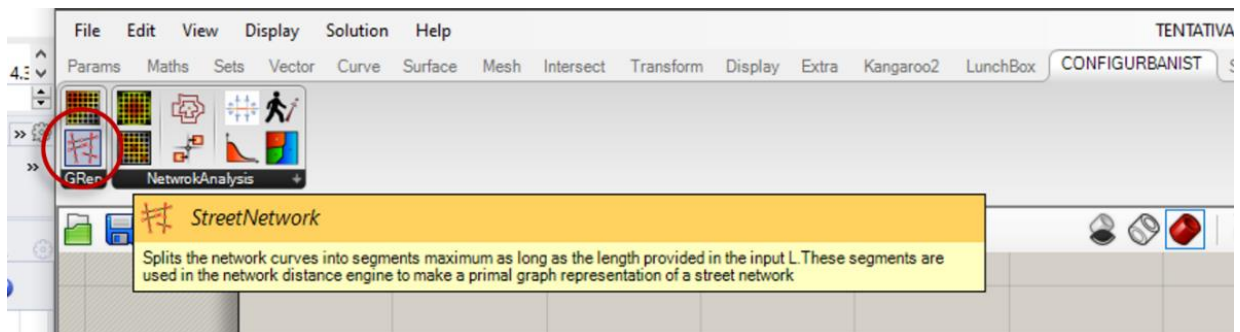 File Edit View Display Solution Help TENTATIVA
4.3 Params Maths Sets Vector Curve Surface Mesh Intersect Transform Display Extra Kangaroo2 LunchBox CONFIGURBANIST S
GRep NetwrokAnalysis
StreetNetwork
Splits the network curves into segments maximum as long as the length provided in the input L.These segments are
used in the network distance engine to make a primal graph representation of a street network